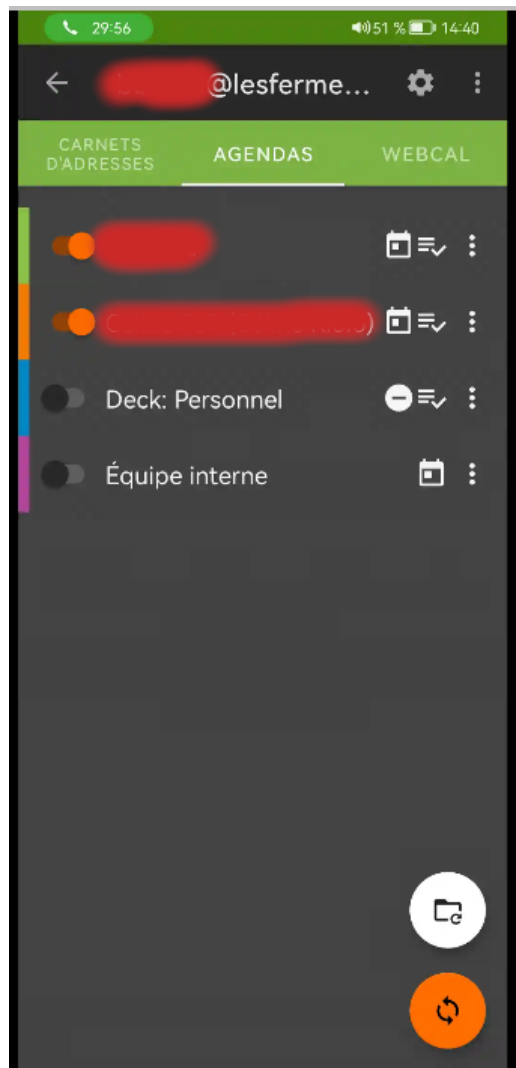 29:56 51 % 14:40
@lesferme...
CARNETS D'ADRESSES AGENDAS WEBCAL
Deck: Personnel
Équipe interne